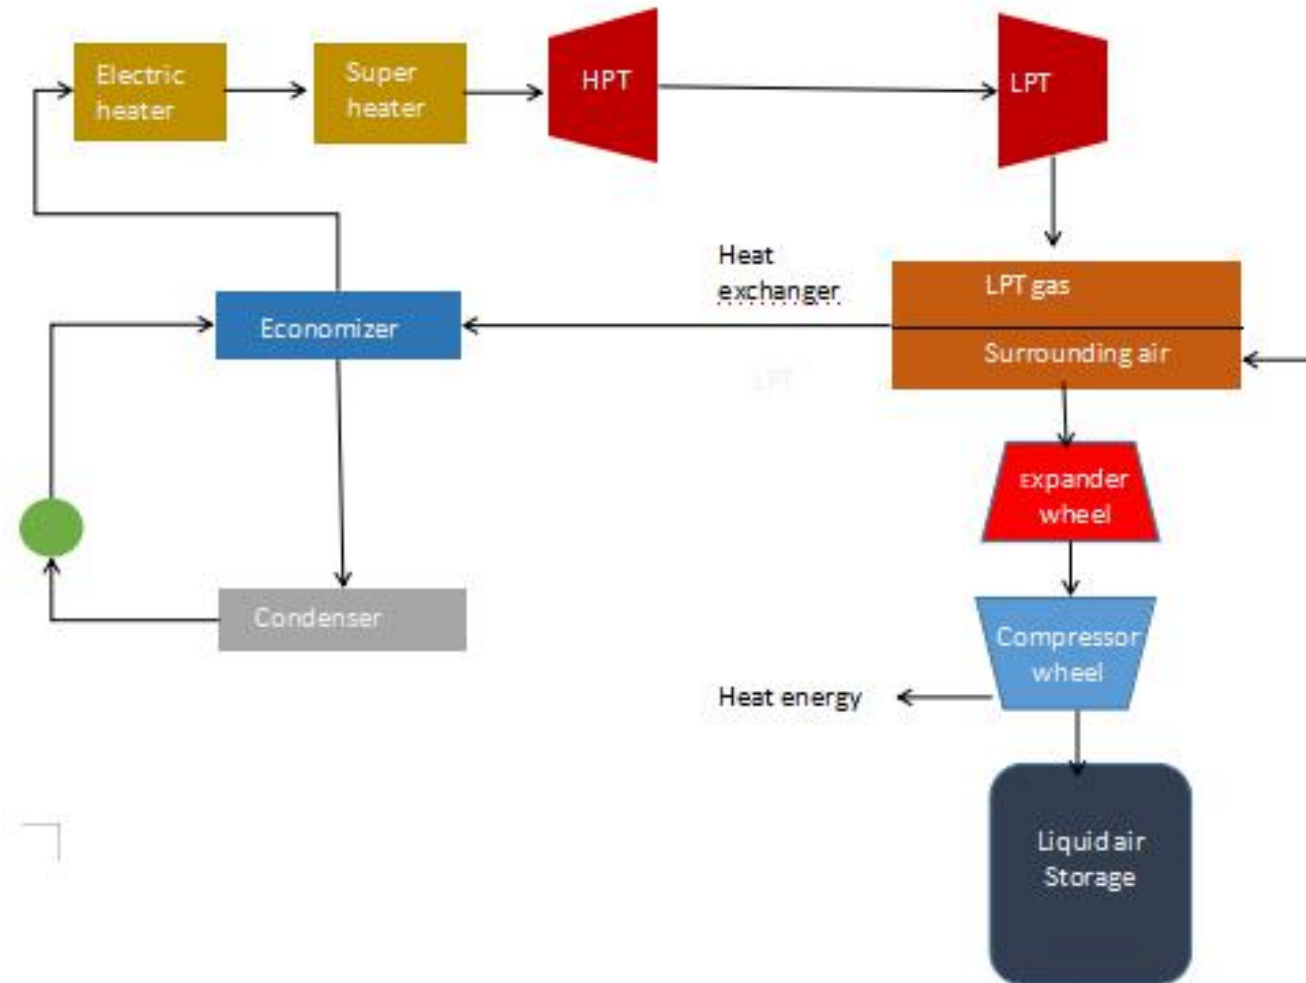 Electric
heater
Super
heater
HPT
LPT
Heat
exchanger
LPT gas
Surrounding air
Economizer
LPT
Expander
wheel
Condenser
Compressor
wheel
Heat energy
Liquid air
Storage